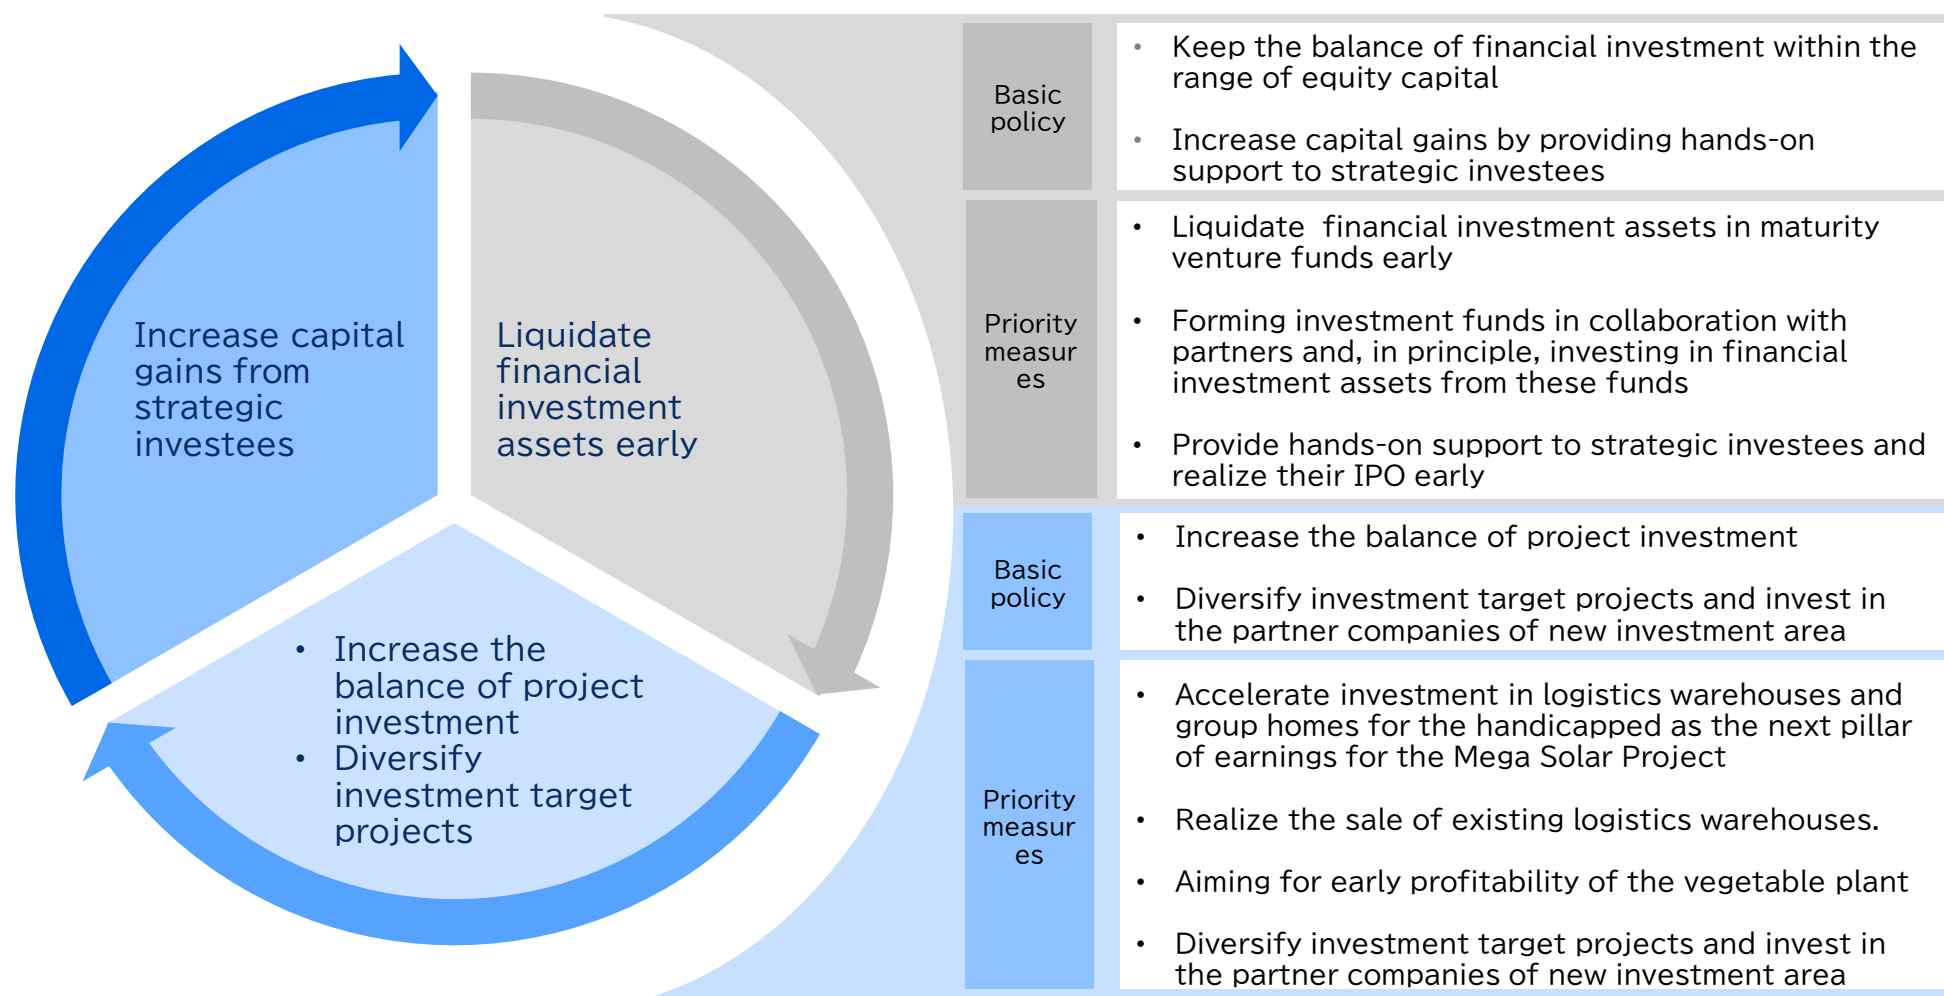 Increase capital
gains from
strategic
investees
Liquidate
financial
investment
assets early
• Increase the
balance of project
investment
• Diversify
investment target
projects
Basic
policy
• Keep the balance of financial investment within the
range of equity capital
• Increase capital gains by providing hands-on
support to strategic investees
Priority
measur
es
• Liquidate  financial investment assets in maturity
venture funds early
• Forming investment funds in collaboration with
partners and, in principle, investing in financial
investment assets from these funds
• Provide hands-on support to strategic investees and
realize their IPO early
Basic
policy
• Increase the balance of project investment
• Diversify investment target projects and invest in
the partner companies of new investment area
Priority
measur
es
• Accelerate investment in logistics warehouses and
group homes for the handicapped as the next pillar
of earnings for the Mega Solar Project
• Realize the sale of existing logistics warehouses.
• Aiming for early profitability of the vegetable plant
• Diversify investment target projects and invest in
the partner companies of new investment area